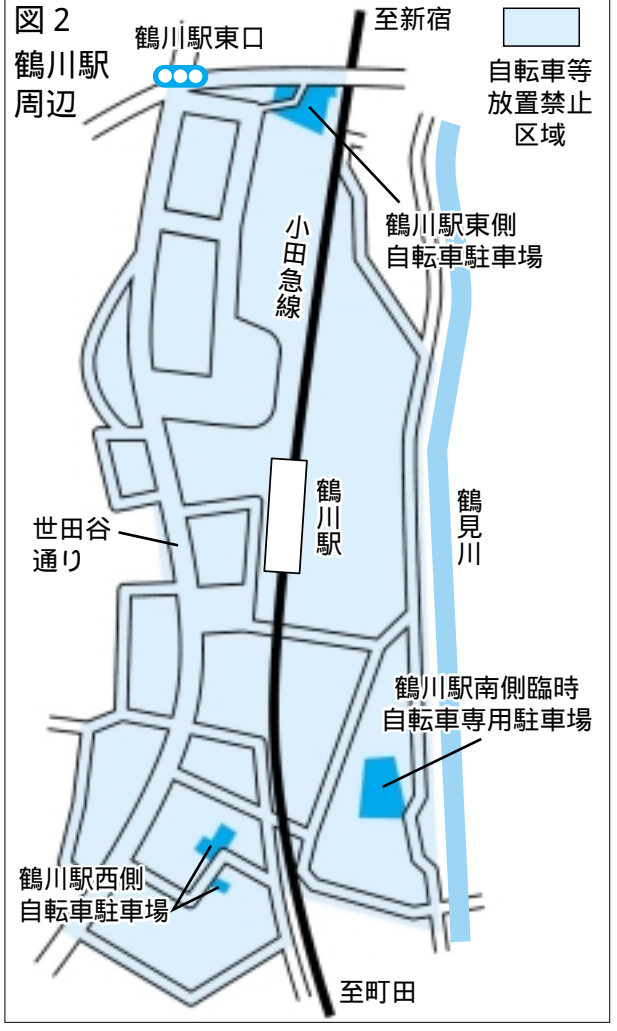 図2
鶴川駅
周辺
鶴川駅東口
至新宿
自転車等
放置禁止
区域
鶴川駅東側
自転車駐車場
小田急線
鶴川駅
鶴見川
世田谷
通り
鶴川駅南側臨時
自転車専用駐車場
鶴川駅西側
自転車駐車場
至町田